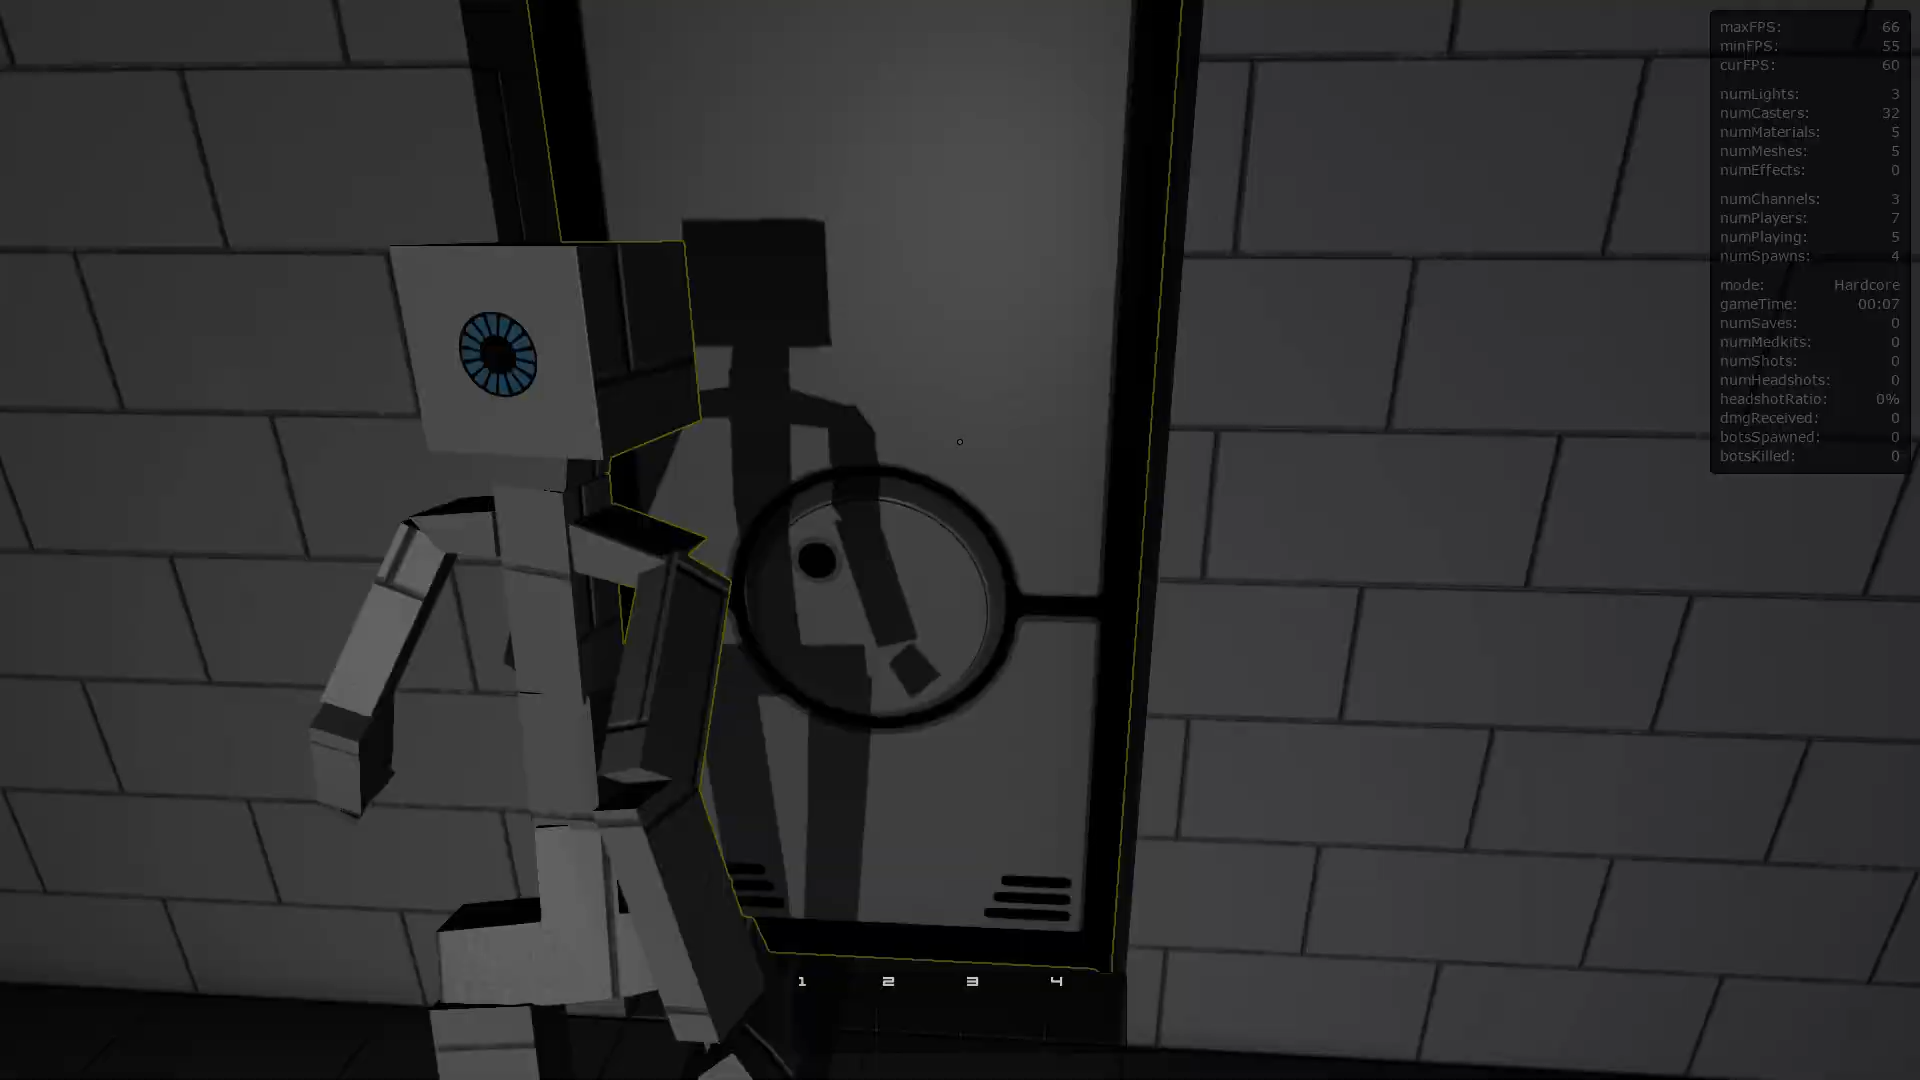 maxFPS: 66
minFPS: 55
curFPS: 60
numLights: 3
numCasters: 32
numMaterials: 5
numMeshes: 5
numEffects: 0
numChannels: 3
numPlayers: 7
numPlaying: 5
numSpawns: 4
mode: Hardcore
gameTime: 00:07
numSaves: 0
numMedkits: 0
numShots: 0
numHeadshots: 0
headshotRatio: 0%
dmgReceived: 0
botsSpawned: 0
botsKilled: 0
1 2 3 4